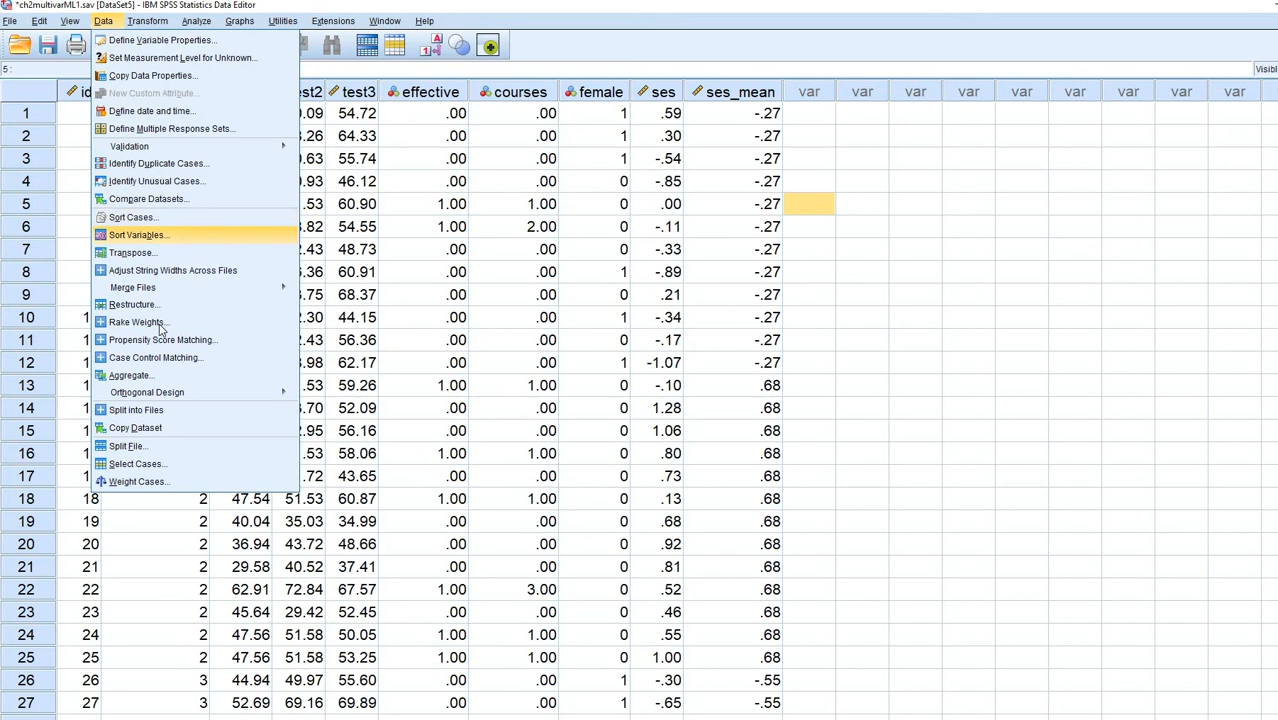 *ch2multivarML1.sav [DataSet5] - IBM SPSS Statistics Data Editor
File Edit View Data Transform Analyze Graphs Utilities Extensions Window Help
Define Variable Properties...
Set Measurement Level for Unknown...
Copy Data Properties...
New Custom Attribute...
Define date and time...
Define Multiple Response Sets...
Validation
Identify Duplicate Cases...
Identify Unusual Cases...
Compare Datasets...
Sort Cases...
Sort Variables...
Transpose...
Adjust String Widths Across Files
Merge Files
Restructure...
Rake Weights...
Propensity Score Matching...
Case Control Matching...
Aggregate...
Orthogonal Design
Split into Files
Copy Dataset
Split File...
Select Cases...
Weight Cases...
5 : Visibl
id est2 test3 effective courses female ses ses_mean var var var var var var var var var
1 0.09 54.72 .00 .00 1 .59 -.27
2 .26 64.33 .00 .00 1 .30 -.27
3 .63 55.74 .00 .00 1 -.54 -.27
4 .93 46.12 .00 .00 0 -.85 -.27
5 .53 60.90 1.00 1.00 0 .00 -.27
6 .82 54.55 1.00 2.00 0 -.11 -.27
7 .43 48.73 .00 .00 0 -.33 -.27
8 .36 60.91 .00 .00 1 -.89 -.27
9 .75 68.37 .00 .00 0 .21 -.27
10 1 .30 44.15 .00 .00 1 -.34 -.27
11 1 .43 56.36 .00 .00 0 -.17 -.27
12 1 .98 62.17 .00 .00 1 -1.07 -.27
13 1 .53 59.26 1.00 1.00 0 -.10 .68
14 1 .70 52.09 .00 .00 0 1.28 .68
15 1 .95 56.16 .00 .00 0 1.06 .68
16 1 .53 58.06 1.00 1.00 0 .80 .68
17 1 .72 43.65 .00 .00 0 .73 .68
18 18 2 47.54 51.53 60.87 1.00 1.00 0 .13 .68
19 19 2 40.04 35.03 34.99 .00 .00 0 .68 .68
20 20 2 36.94 43.72 48.66 .00 .00 0 .92 .68
21 21 2 29.58 40.52 37.41 .00 .00 0 .81 .68
22 22 2 62.91 72.84 67.57 1.00 3.00 0 .52 .68
23 23 2 45.64 29.42 52.45 .00 .00 0 .46 .68
24 24 2 47.56 51.58 50.05 1.00 1.00 0 .55 .68
25 25 2 47.56 51.58 53.25 1.00 1.00 0 1.00 .68
26 26 3 44.94 49.97 55.60 .00 .00 1 -.30 -.55
27 27 3 52.69 69.16 69.89 .00 .00 1 -.65 -.55